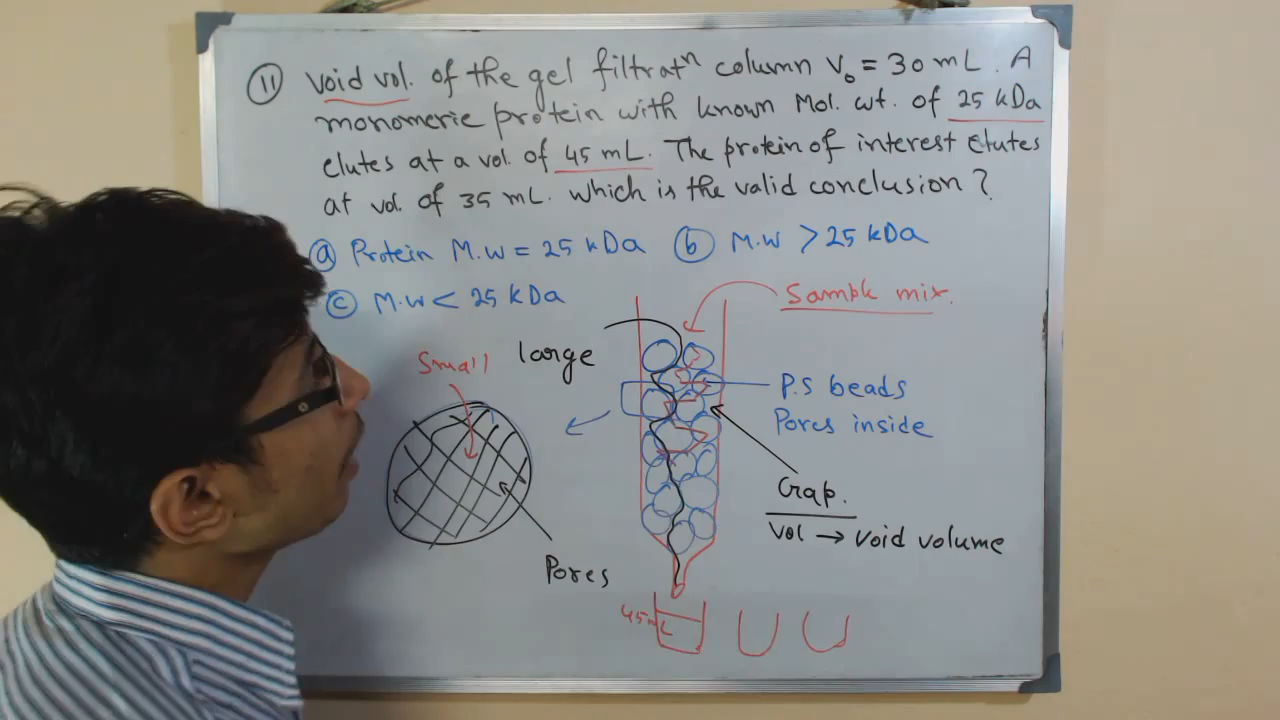 11 Void vol. of the gel filtratn column V0 = 30 mL. A
monomeric protein with known Mol. wt. of 25 kDa
elutes at a vol. of 45 mL. The protein of interest elutes
at vol. of 35 mL. which is the valid conclusion?
a Protein M.W = 25 kDa b M.W > 25 kDa
c M.W < 25 kDa
Sample mix.
Small large
P.S beads
Pores inside
Gap.
Vol → void volume
Pores
45mL